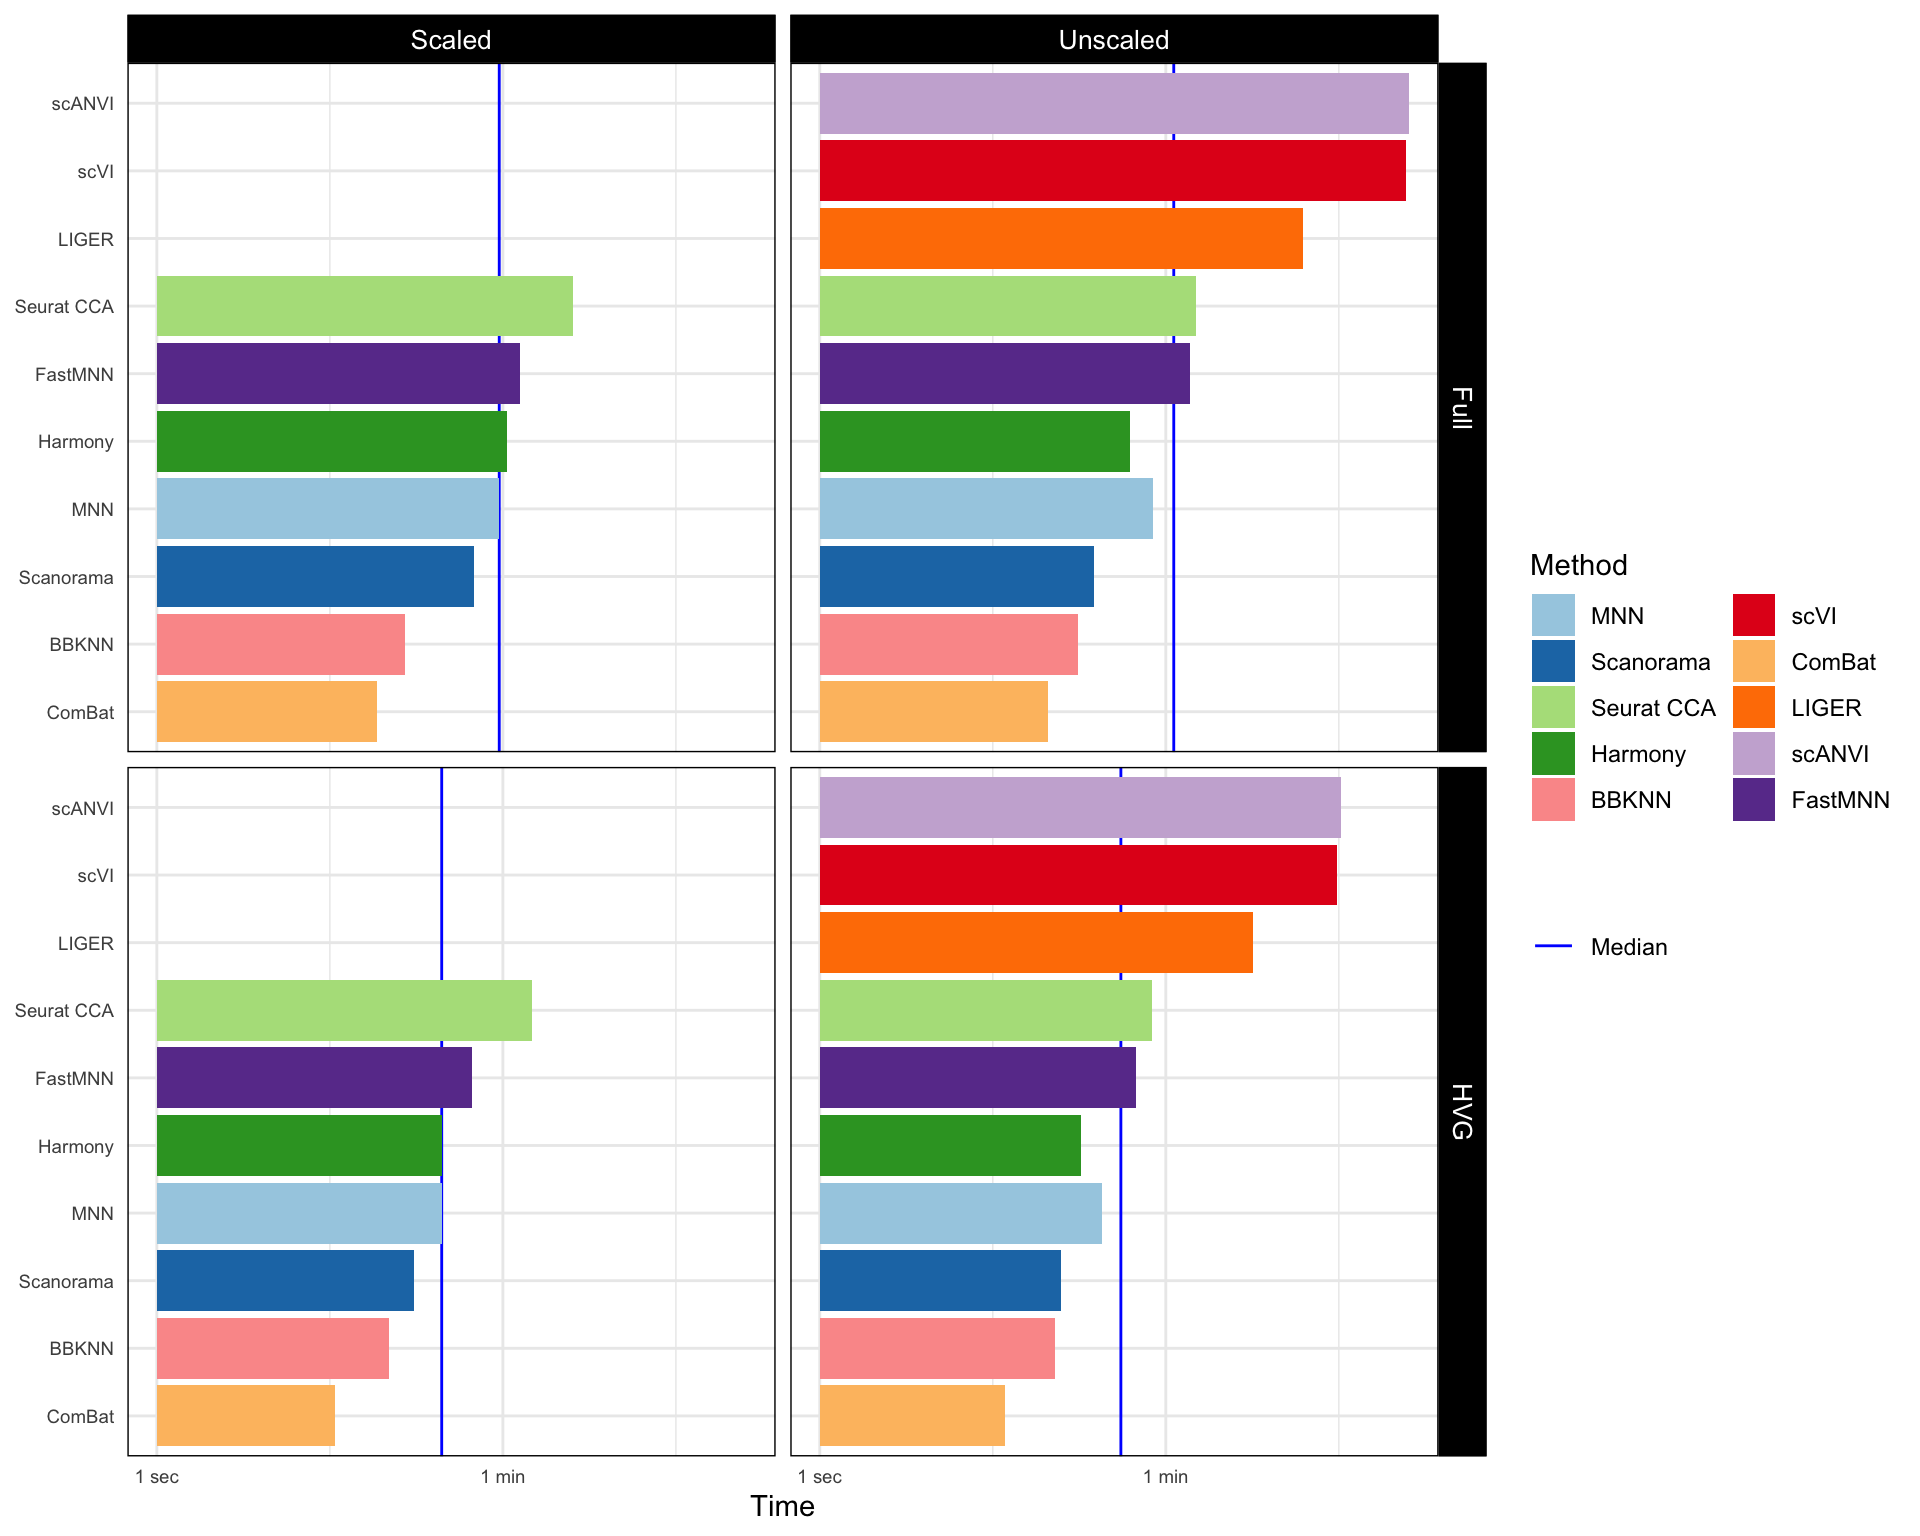 Scaled
Unscaled
scANVI
scVI
LIGER
Seurat CCA
FastMNN
Harmony
MNN
Scanorama
BBKNN
ComBat
Full
scANVI
scVI
LIGER
Seurat CCA
FastMNN
Harmony
MNN
Scanorama
BBKNN
ComBat
HVG
1 sec
1 min
1 sec
1 min
Time
Method
MNN
scVI
Scanorama
ComBat
Seurat CCA
LIGER
Harmony
scANVI
BBKNN
FastMNN
Median